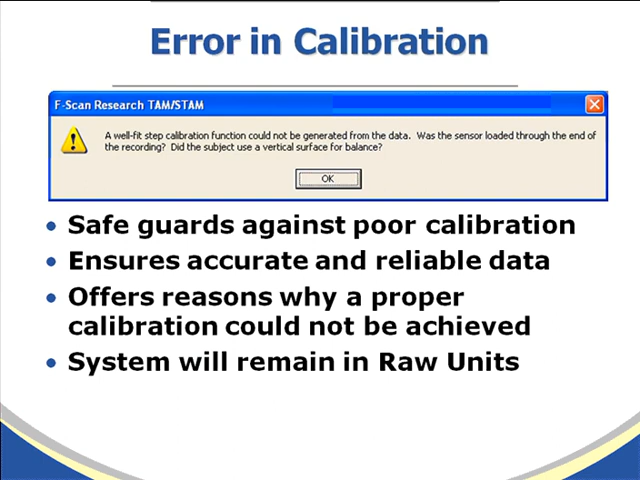 Error in Calibration
F-Scan Research TAM/STAM
A well-fit step calibration function could not be generated from the data. Was the sensor loaded through the end of
the recording? Did the subject use a vertical surface for balance?
OK
• Safe guards against poor calibration
• Ensures accurate and reliable data
• Offers reasons why a proper
calibration could not be achieved
• System will remain in Raw Units